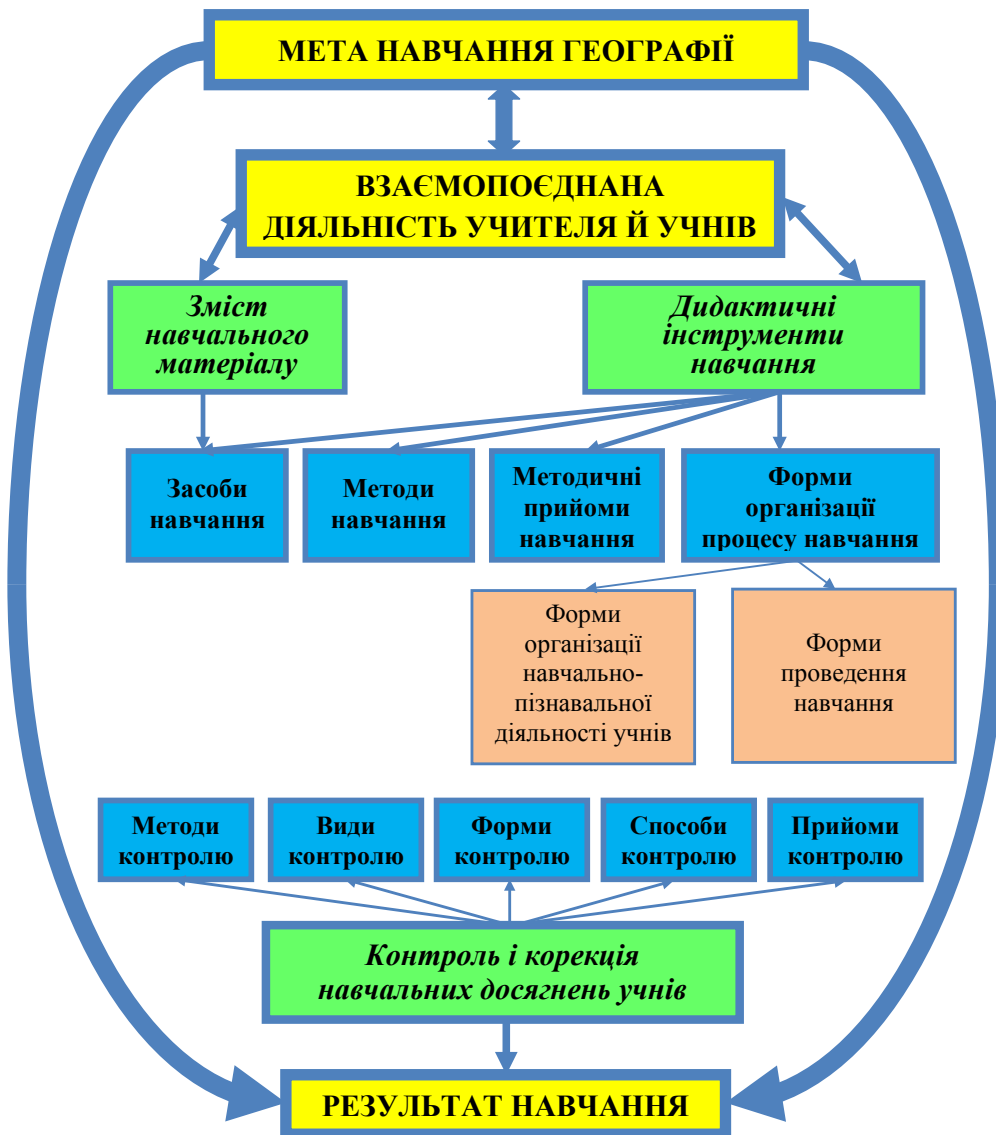 МЕТА НАВЧАННЯ ГЕОГРАФІЇ
ВЗАЄМОПОЄДНАНА
ДІЯЛЬНІСТЬ УЧИТЕЛЯ Й УЧНІВ
Зміст
навчального
матеріалу
Дидактичні
інструменти
навчання
Засоби
навчання
Методи
навчання
Методичні
прийоми
навчання
Форми
організації
процесу навчання
Форми
організації
навчально-
пізнавальної
діяльності учнів
Форми
проведення
навчання
Методи
контролю
Види
контролю
Форми
контролю
Способи
контролю
Прийоми
контролю
Контроль і корекція
навчальних досягнень учнів
РЕЗУЛЬТАТ НАВЧАННЯ